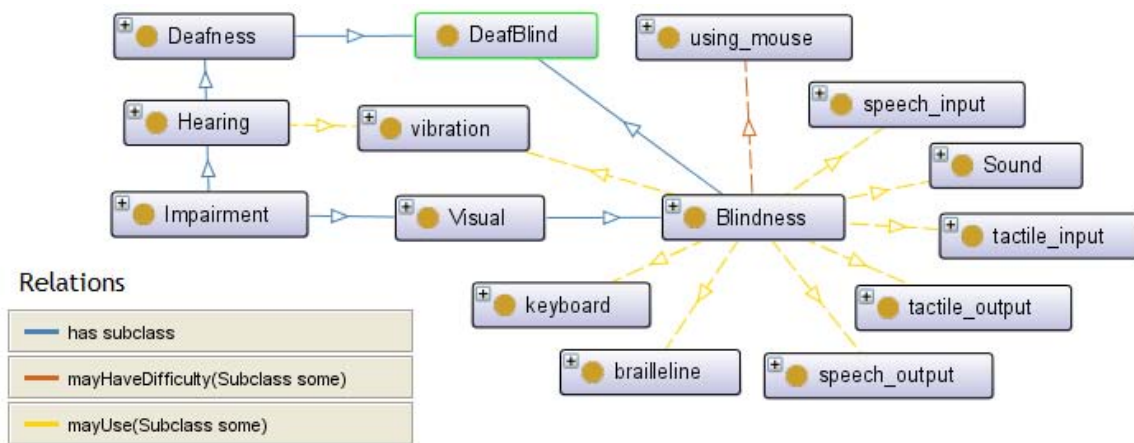 Deafness
DeafBlind
using_mouse
speech_input
Hearing
vibration
Sound
Impairment
Visual
Blindness
tactile_input
keyboard
tactile_output
brailleline
speech_output
Relations
has subclass
mayHaveDifficulty(Subclass some)
mayUse(Subclass some)